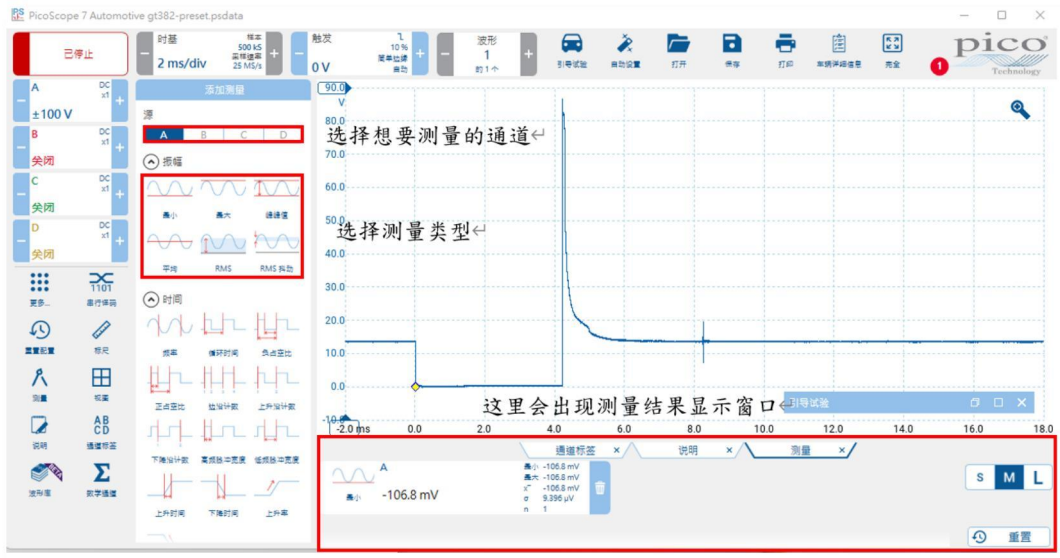 PicoScope 7 Automotive gt382-preset.psdata
已停止
时基
2 ms/div
样本
500 kS
采样速率
25 MS/s
触发
0 V
10 %
简单边缘
自动
波形
1
的 1 个
引导试验
自动设置
打开
保存
打印
车辆详细信息
完全
1
pico
Technology
A
DC
x1
±100 V
B
DC
x1
关闭
C
DC
x1
关闭
D
DC
x1
关闭
更多...
串行译码
重置配置
标尺
测量
视屋
说明
通道标签
波形库
数学通道
添加测量
源
A B C D
振幅
最小
最大
峰峰值
平均
RMS
RMS 抖动
时间
频率
循环时间
负占空比
正占空比
边沿计数
上升沿计数
下降沿计数
高频脉冲宽度
低频脉冲宽度
上升时间
下降时间
上升率
90.0
V
80.0
70.0
60.0
50.0
40.0
30.0
20.0
10.0
0.0
-10.0
选择想要测量的通道↵
选择测量类型↵
这里会出现测量结果显示窗口↵
引导试验
-2.0 ms 0.0 2.0 4.0 6.0 8.0 10.0 12.0 14.0 16.0 18.0
通道标签 ×
说明 ×
测量 ×
A
最小
-106.8 mV
最小 -106.8 mV
最大 -106.8 mV
x̄ -106.8 mV
σ 9.396 μV
n 1
S M L
重置